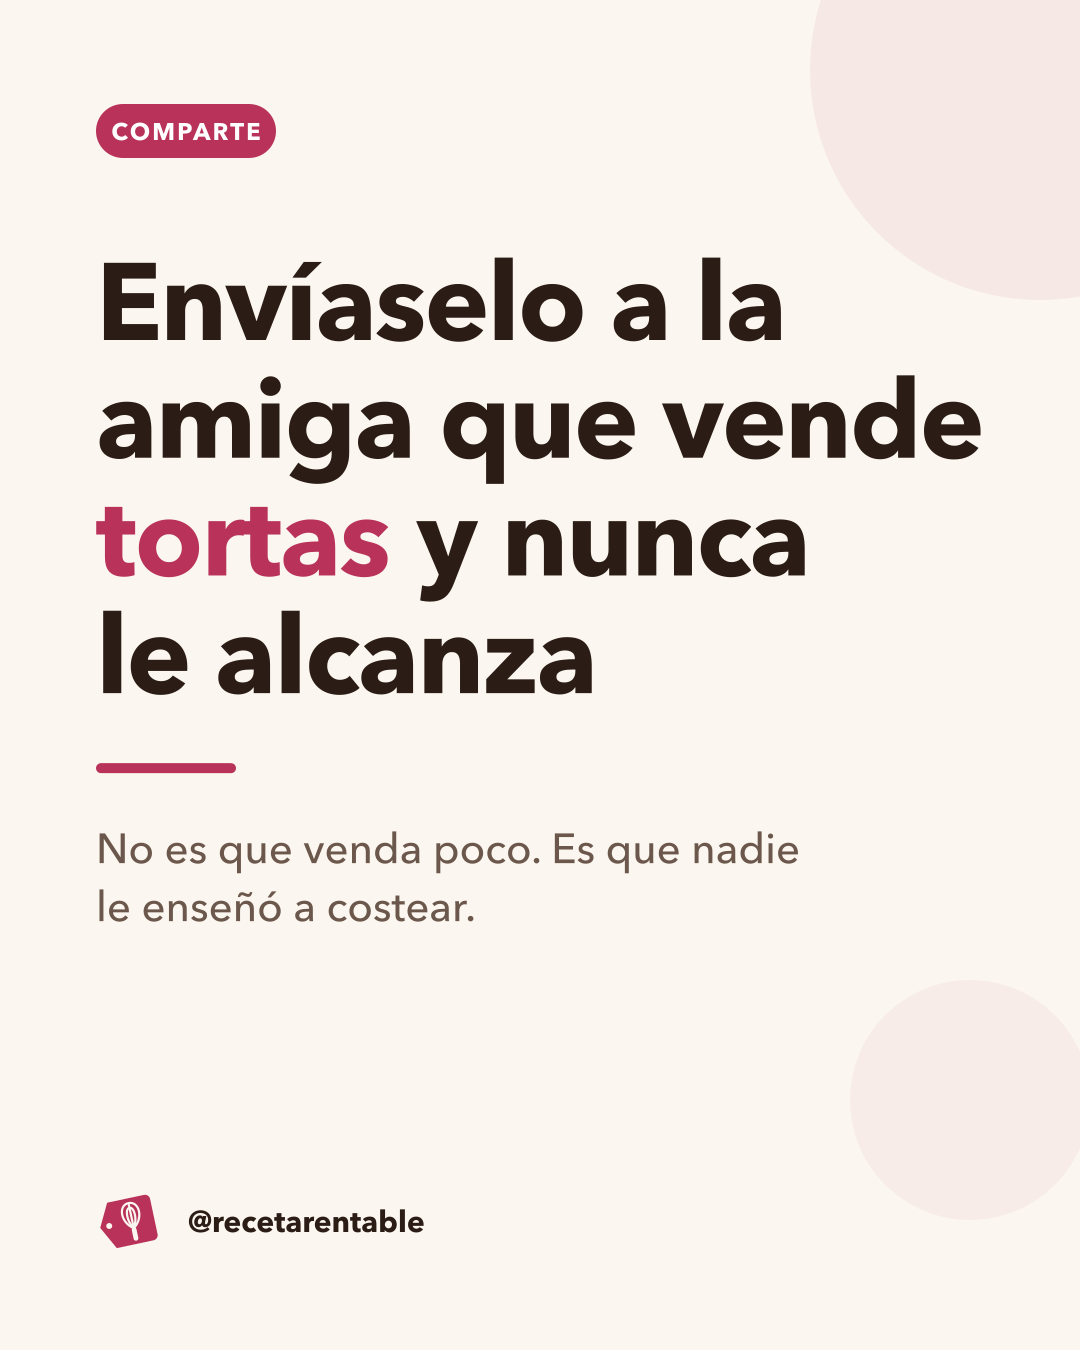 COMPARTE
Envíaselo a la
amiga que vende
tortas y nunca
le alcanza
No es que venda poco. Es que nadie
le enseñó a costear.
@recetarentable